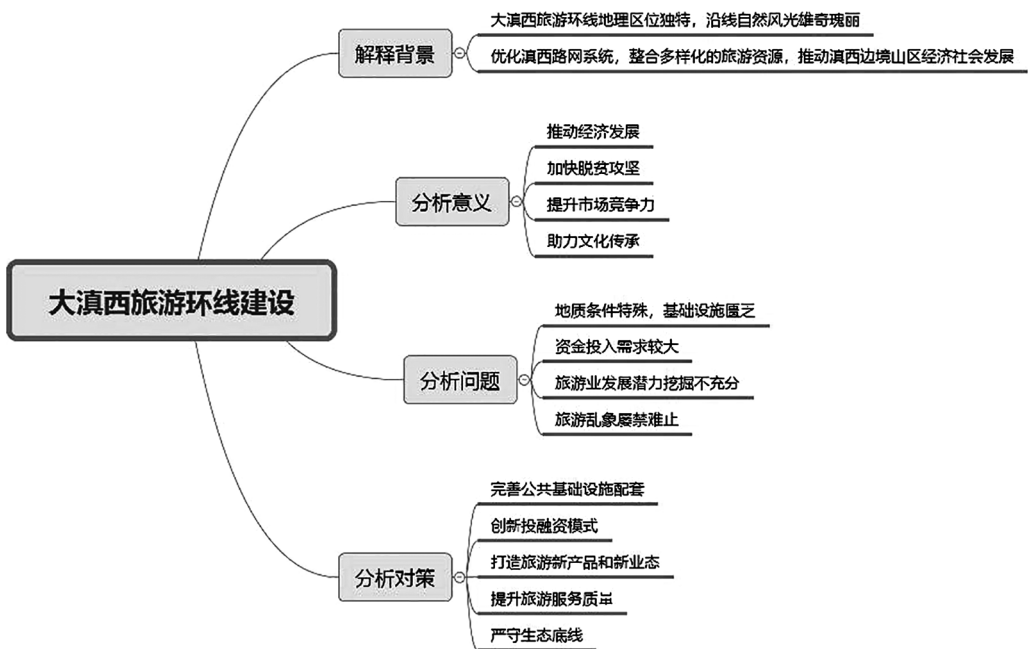 大滇西旅游环线建设
解释背景
大滇西旅游环线地理区位独特，沿线自然风光雄奇瑰丽
优化滇西路网系统，整合多样化的旅游资源，推动滇西边境山区经济社会发展
分析意义
推动经济发展
加快脱贫攻坚
提升市场竞争力
助力文化传承
分析问题
地质条件特殊，基础设施匮乏
资金投入需求较大
旅游业发展潜力挖掘不充分
旅游乱象屡禁难止
分析对策
完善公共基础设施配套
创新投融资模式
打造旅游新产品和新业态
提升旅游服务质量
严守生态底线